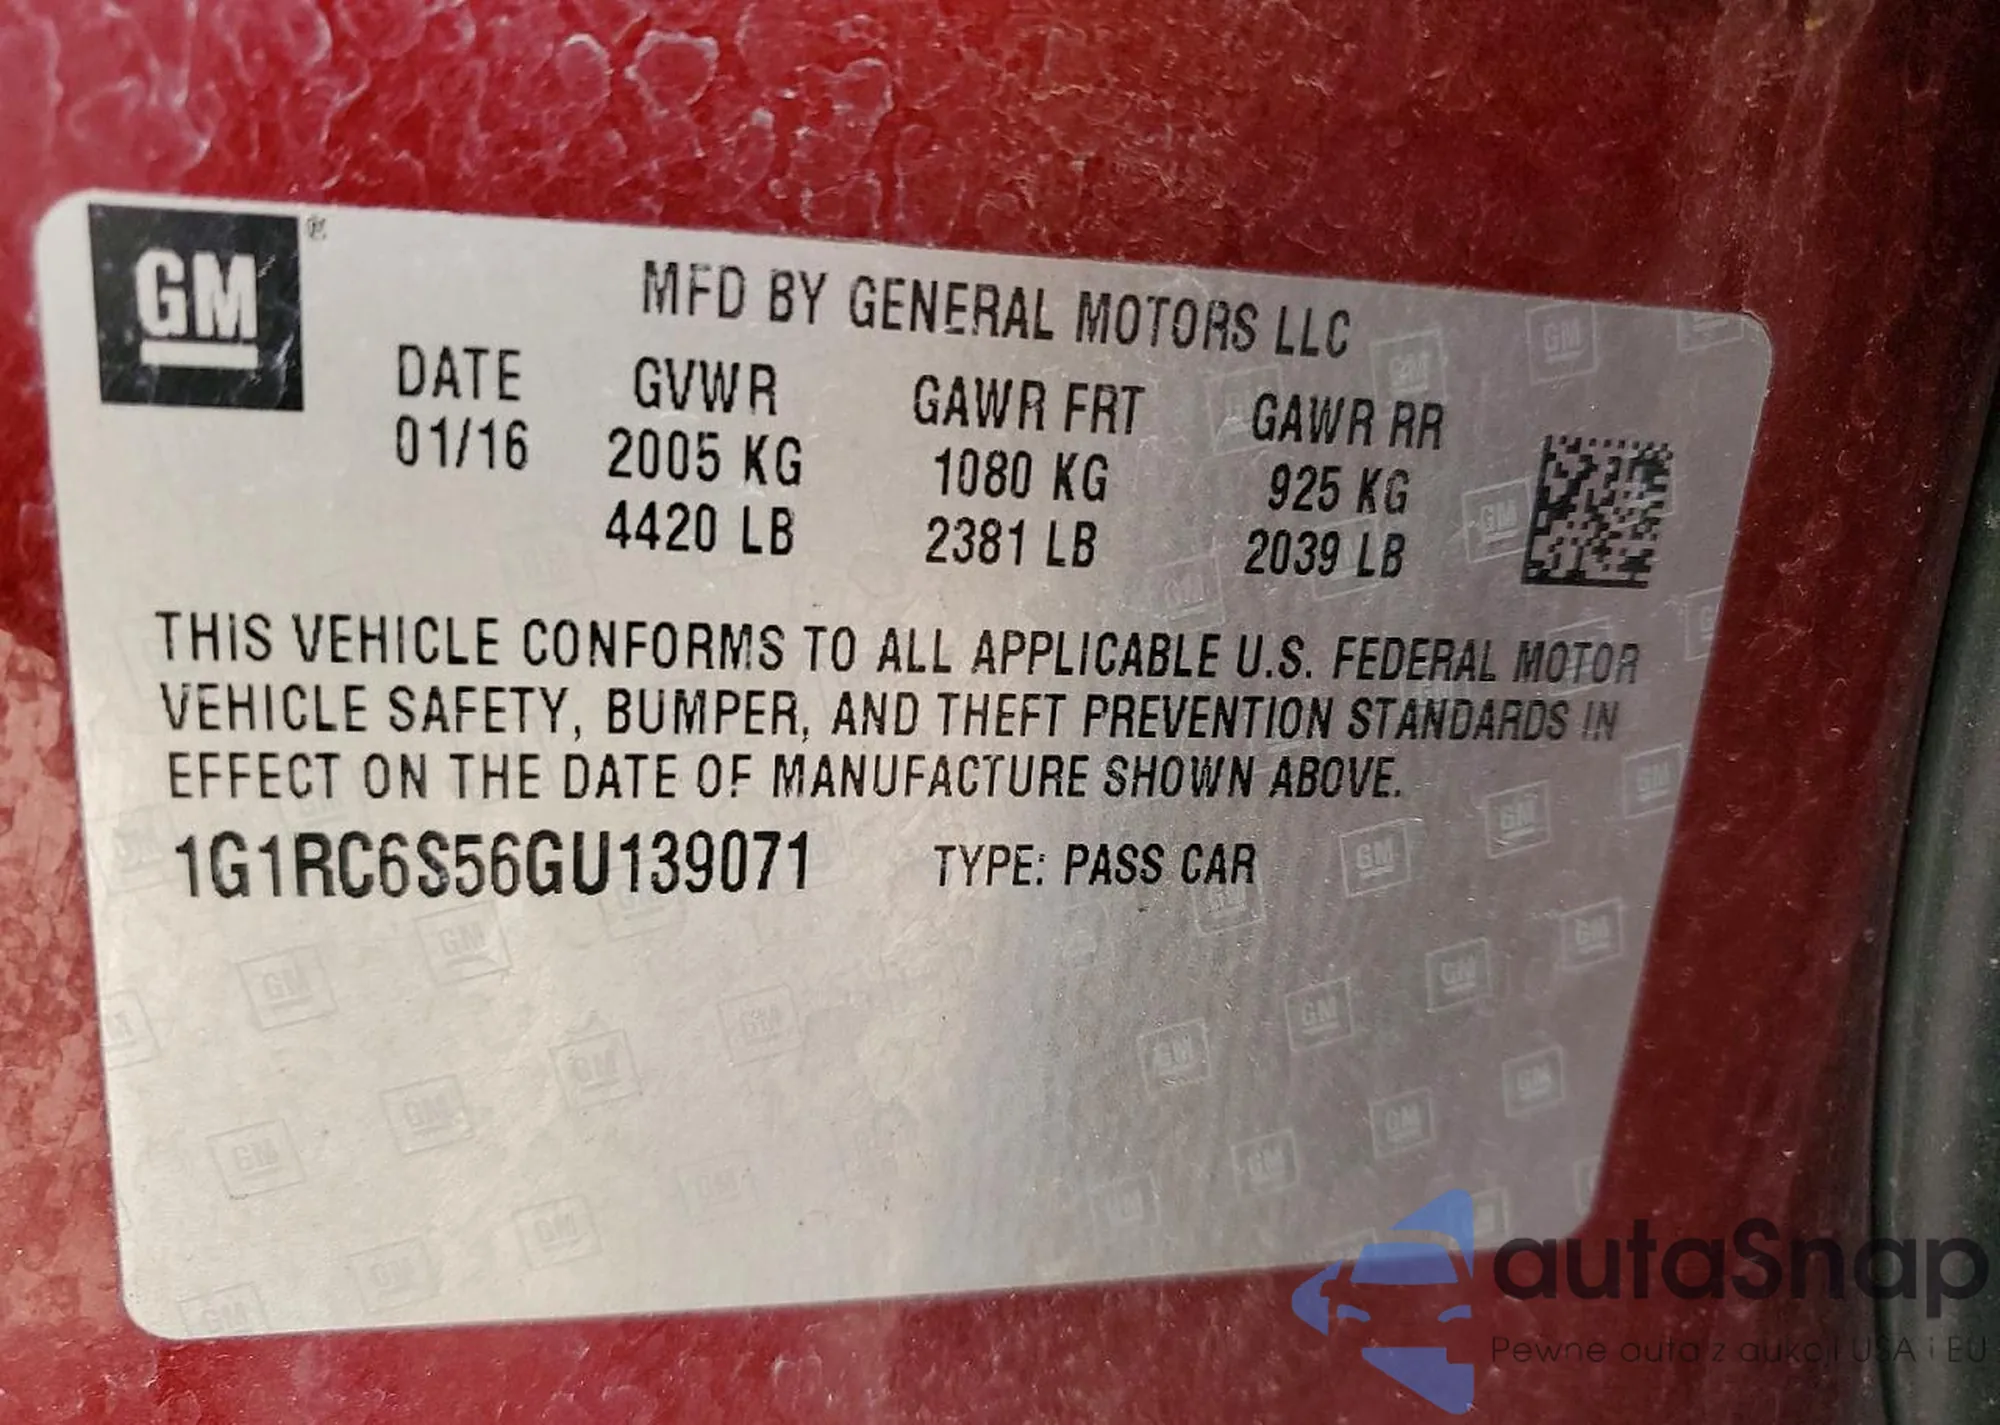 GM®
MFD BY GENERAL MOTORS LLC
DATE GVWR GAWR FRT GAWR RR
01/16 2005 KG 1080 KG 925 KG
4420 LB 2381 LB 2039 LB
THIS VEHICLE CONFORMS TO ALL APPLICABLE U.S. FEDERAL MOTOR
VEHICLE SAFETY, BUMPER, AND THEFT PREVENTION STANDARDS IN
EFFECT ON THE DATE OF MANUFACTURE SHOWN ABOVE.
1G1RC6S56GU139071 TYPE: PASS CAR
autaSnap
Pewne auta z aukcji USA i EU